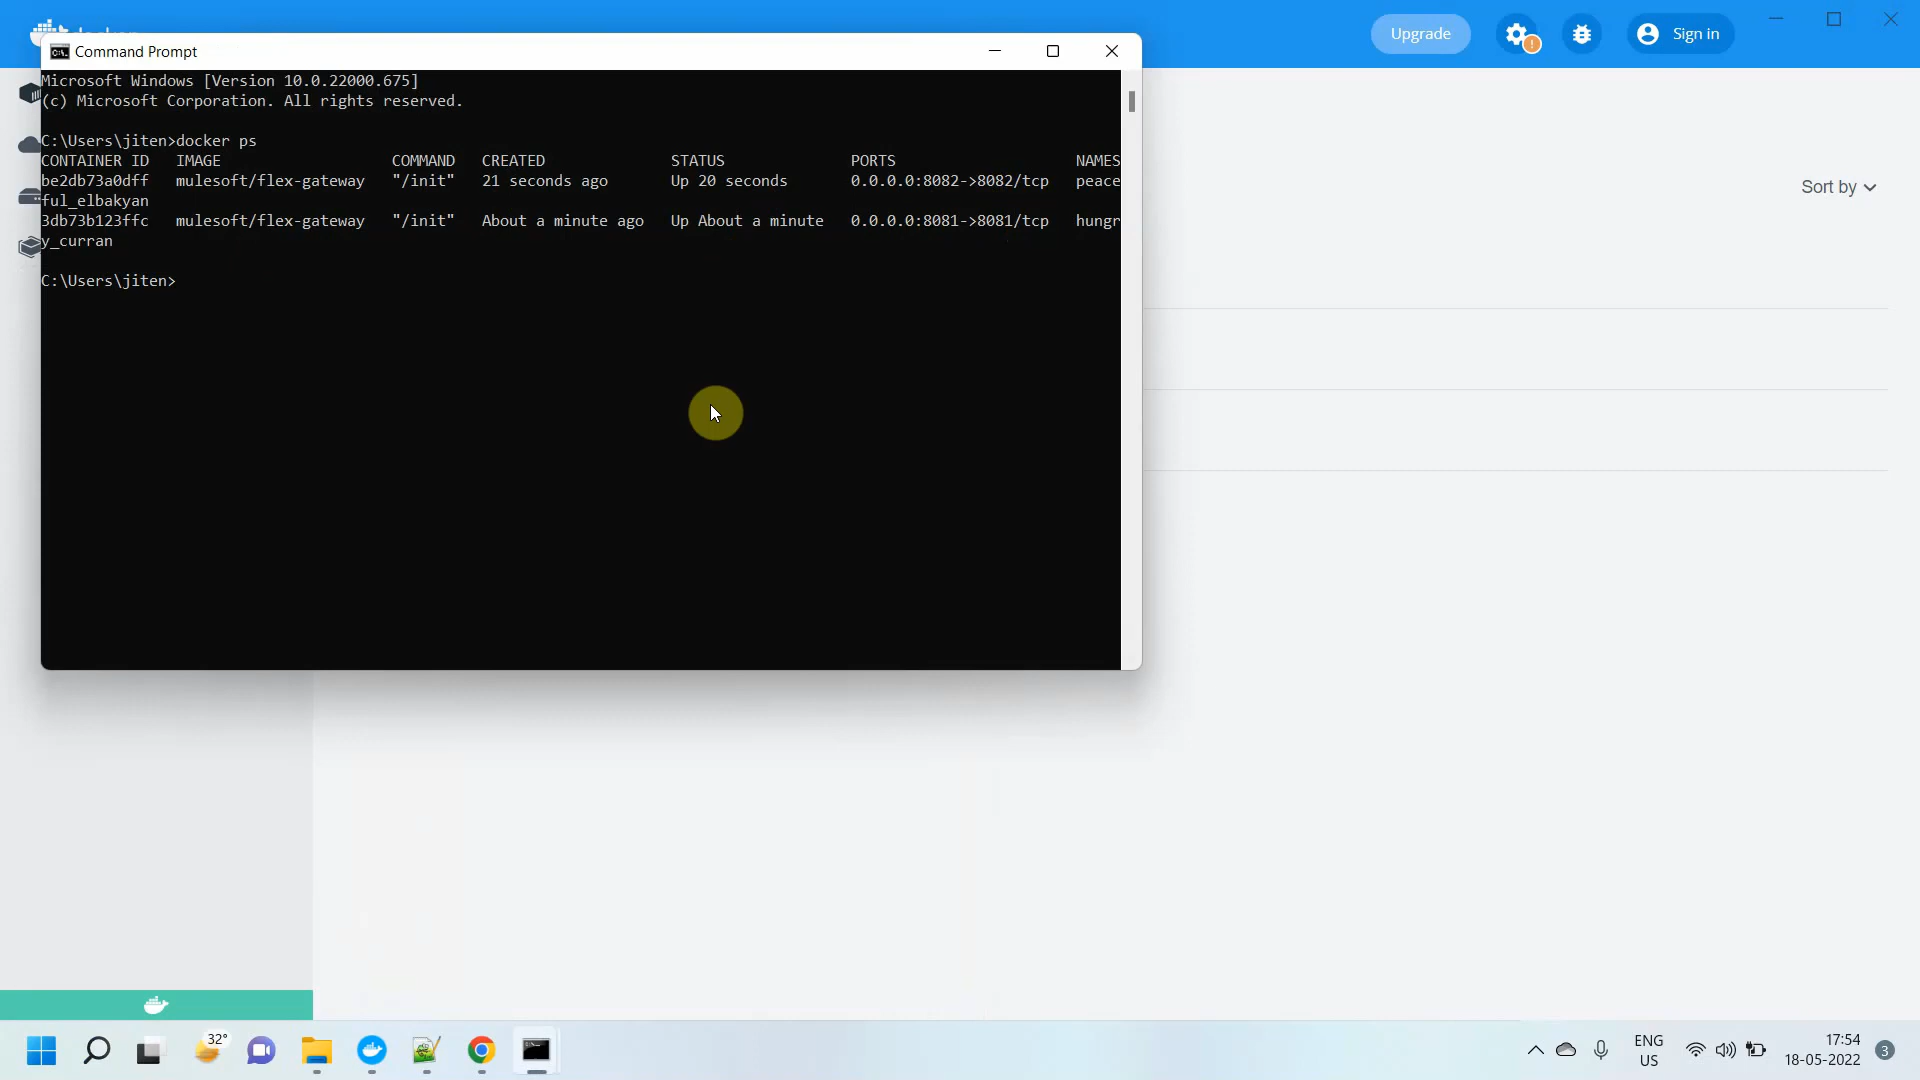 Upgrade
!
Sign in
Command Prompt
Microsoft Windows [Version 10.0.22000.675]
(c) Microsoft Corporation. All rights reserved.
C:\Users\jiten>docker ps
CONTAINER ID IMAGE COMMAND CREATED STATUS PORTS NAMES
be2db73a0dff mulesoft/flex-gateway "/init" 21 seconds ago Up 20 seconds 0.0.0.0:8082->8082/tcp peace
ful_elbakyan
3db73b123ffc mulesoft/flex-gateway "/init" About a minute ago Up About a minute 0.0.0.0:8081->8081/tcp hungr
y_curran
C:\Users\jiten>
Sort by
32°
ENG
US
17:54
18-05-2022
3